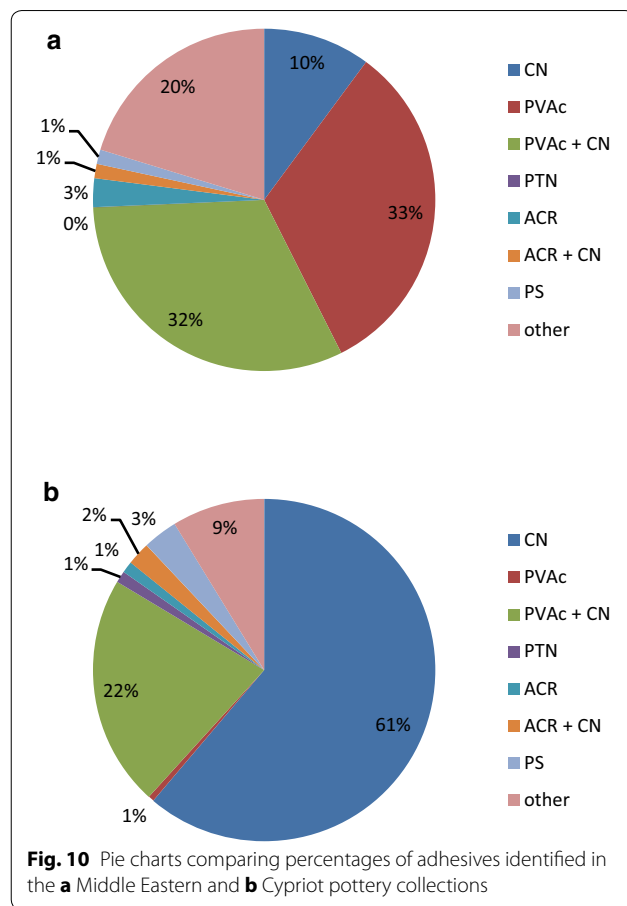 a
10%
33%
32%
0%
3%
1%
1%
20%
CN
PVAc
PVAc + CN
PTN
ACR
ACR + CN
PS
other
b
61%
1%
22%
1%
1%
2%
3%
9%
CN
PVAc
PVAc + CN
PTN
ACR
ACR + CN
PS
other
Fig. 10 Pie charts comparing percentages of adhesives identified in
the a Middle Eastern and b Cypriot pottery collections